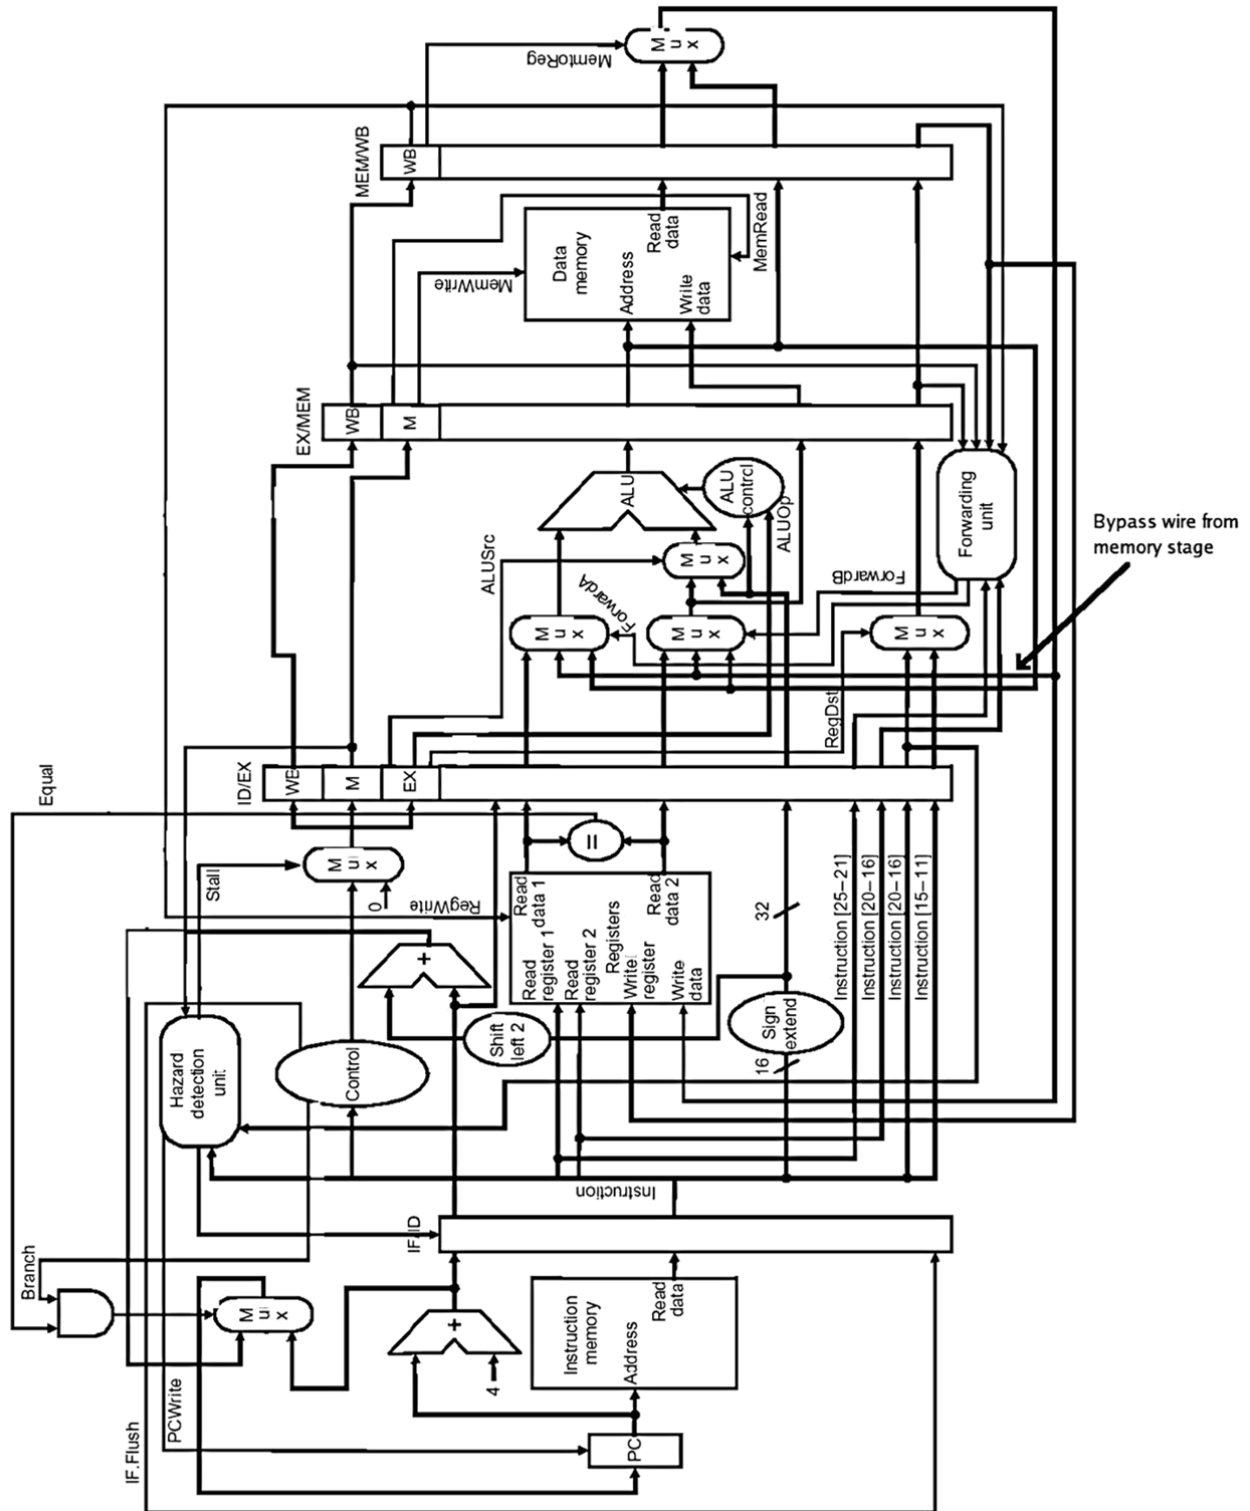 MemtoReg
M
u
x
MEM/WB
WB
Data
memory
Address
Read
data
Write
data
MemWrite
MemRead
EX/MEM
WB
M
ALU
ALU
control
ALUOp
ALUSrc
M
u
x
ForwardA
ForwardB
Forwarding
unit
M
u
x
M
u
x
M
u
x
RegDst
Bypass wire from
memory stage
Equal
ID/EX
WB
M
EX
=
Stall
M
u
x
0
RegWrite
+
Read
data 1
Read
register 1
Read
register 2
Registers
Write
register
Write
data
Read
data 2
32
Instruction [25–21]
Instruction [20–16]
Instruction [20–16]
Instruction [15–11]
Shift
left 2
Sign
extend
16
Hazard
detection
unit
Control
Instruction
IF/ID
Branch
M
u
x
+
4
Instruction
memory
Address
Read
data
PC
PCWrite
IF.Flush